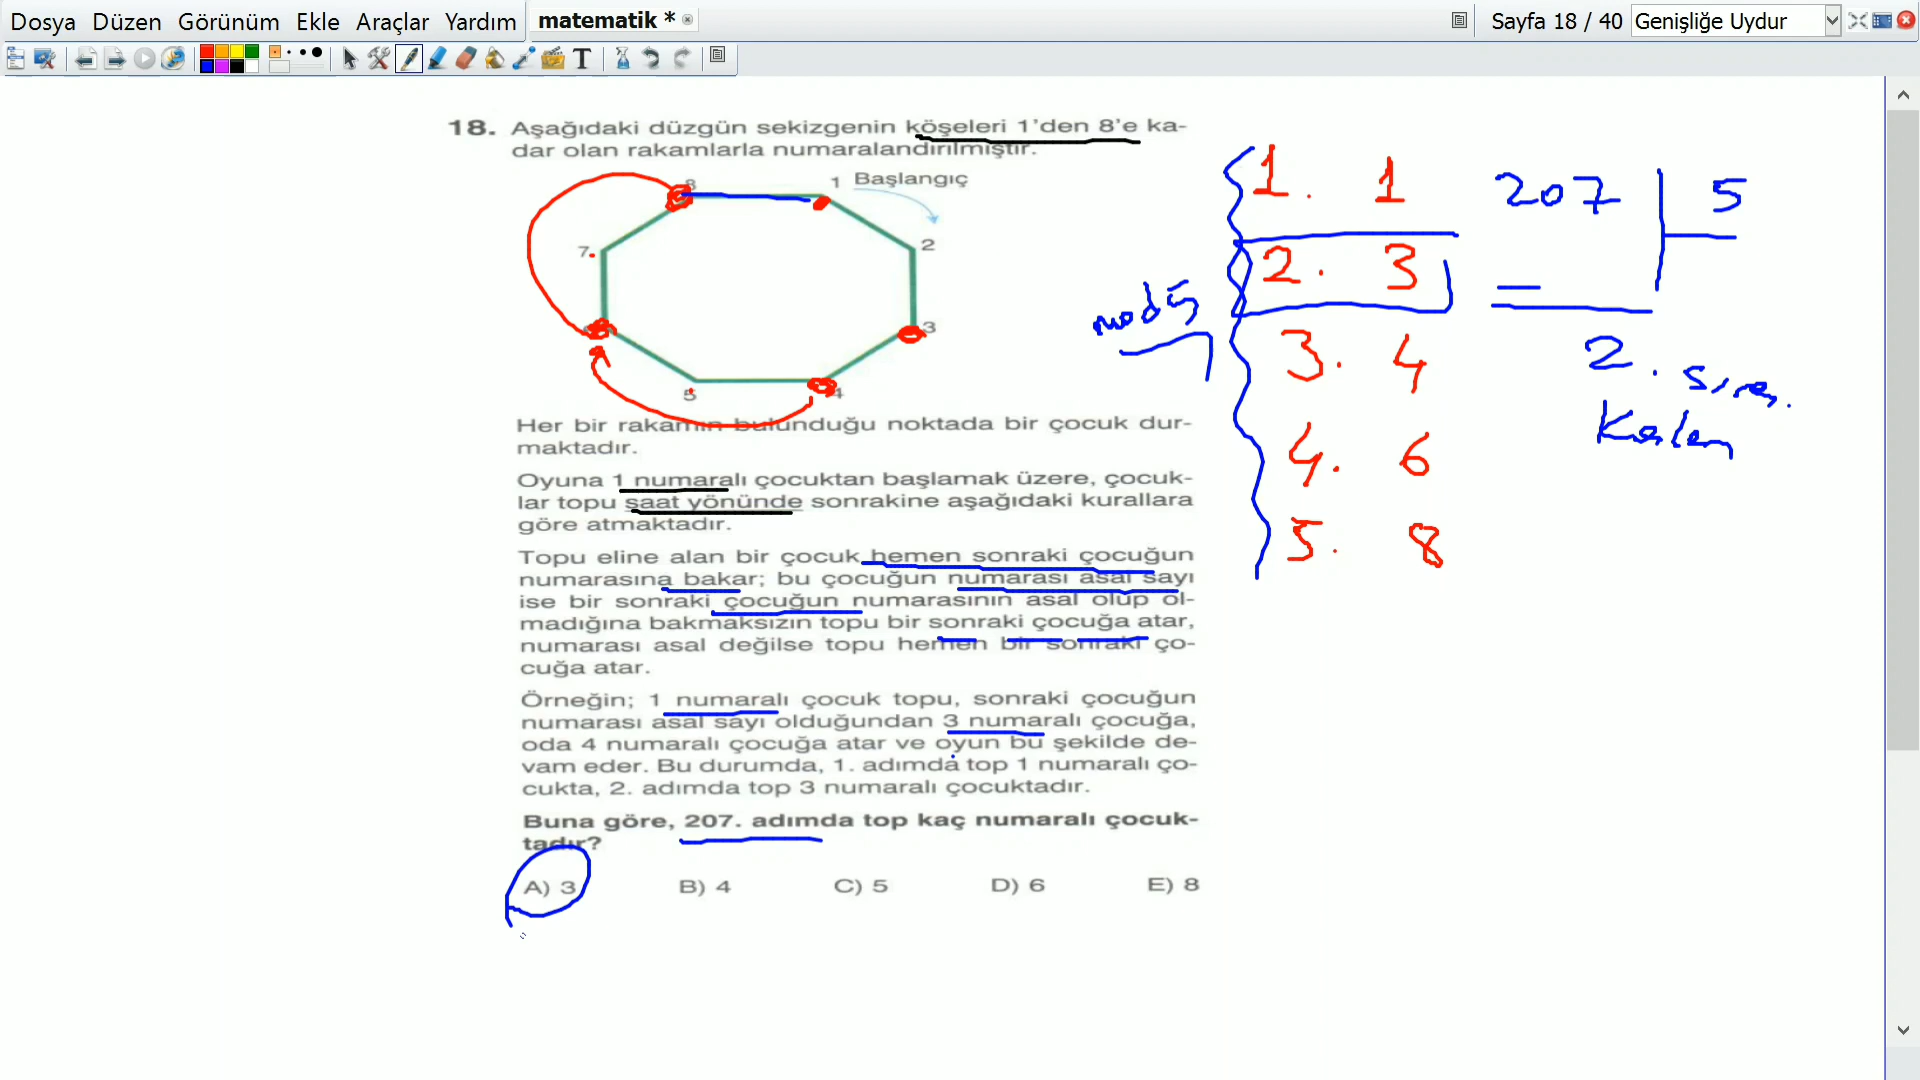 Dosya Düzen Görünüm Ekle Araçlar Yardım matematik * Sayfa 18 / 40 Genişliğe Uydur
18. Aşağıdaki düzgün sekizgenin köşeleri 1'den 8'e ka-
dar olan rakamlarla numaralandırılmıştır.
8 1 Başlangıç
7 2
3
5 4
Her bir rakamın bulunduğu noktada bir çocuk dur-
maktadır.
Oyuna 1 numaralı çocuktan başlamak üzere, çocuk-
lar topu saat yönünde sonrakine aşağıdaki kurallara
göre atmaktadır.
Topu eline alan bir çocuk hemen sonraki çocuğun
numarasına bakar; bu çocuğun numarası asal sayı
ise bir sonraki çocuğun numarasının asal olup ol-
madığına bakmaksızın topu bir sonraki çocuğa atar,
numarası asal değilse topu hemen bir sonraki ço-
cuğa atar.
Örneğin; 1 numaralı çocuk topu, sonraki çocuğun
numarası asal sayı olduğundan 3 numaralı çocuğa,
oda 4 numaralı çocuğa atar ve oyun bu şekilde de-
vam eder. Bu durumda, 1. adımda top 1 numaralı ço-
cukta, 2. adımda top 3 numaralı çocuktadır.
Buna göre, 207. adımda top kaç numaralı çocuk-
tadır?
A) 3 B) 4 C) 5 D) 6 E) 8
mod 5
1. 1
2. 3
3. 4
4. 6
5. 8
207 5
2. sıra
Kalan